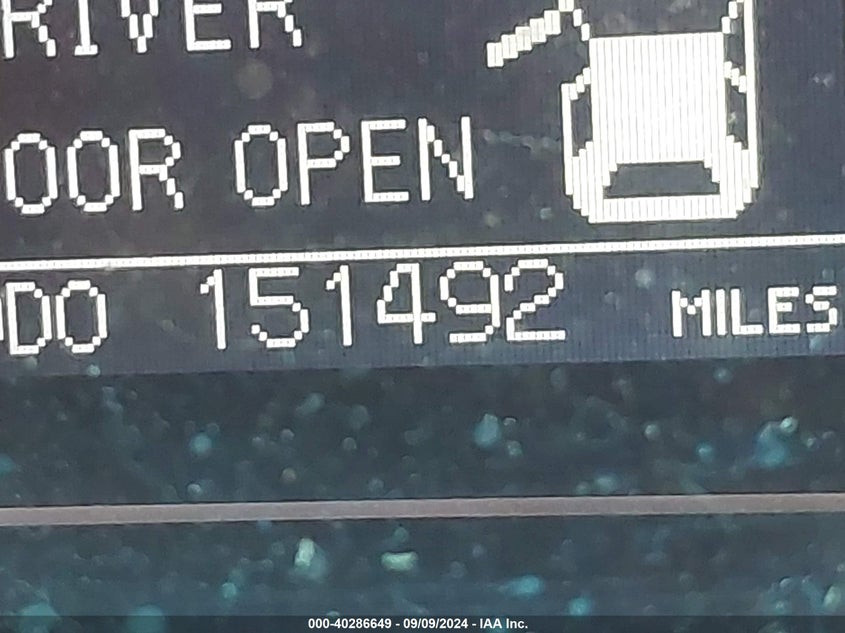 RIVER
OOR OPEN
DO 151492 MILES
000-40286649 - 09/09/2024 - IAA Inc.